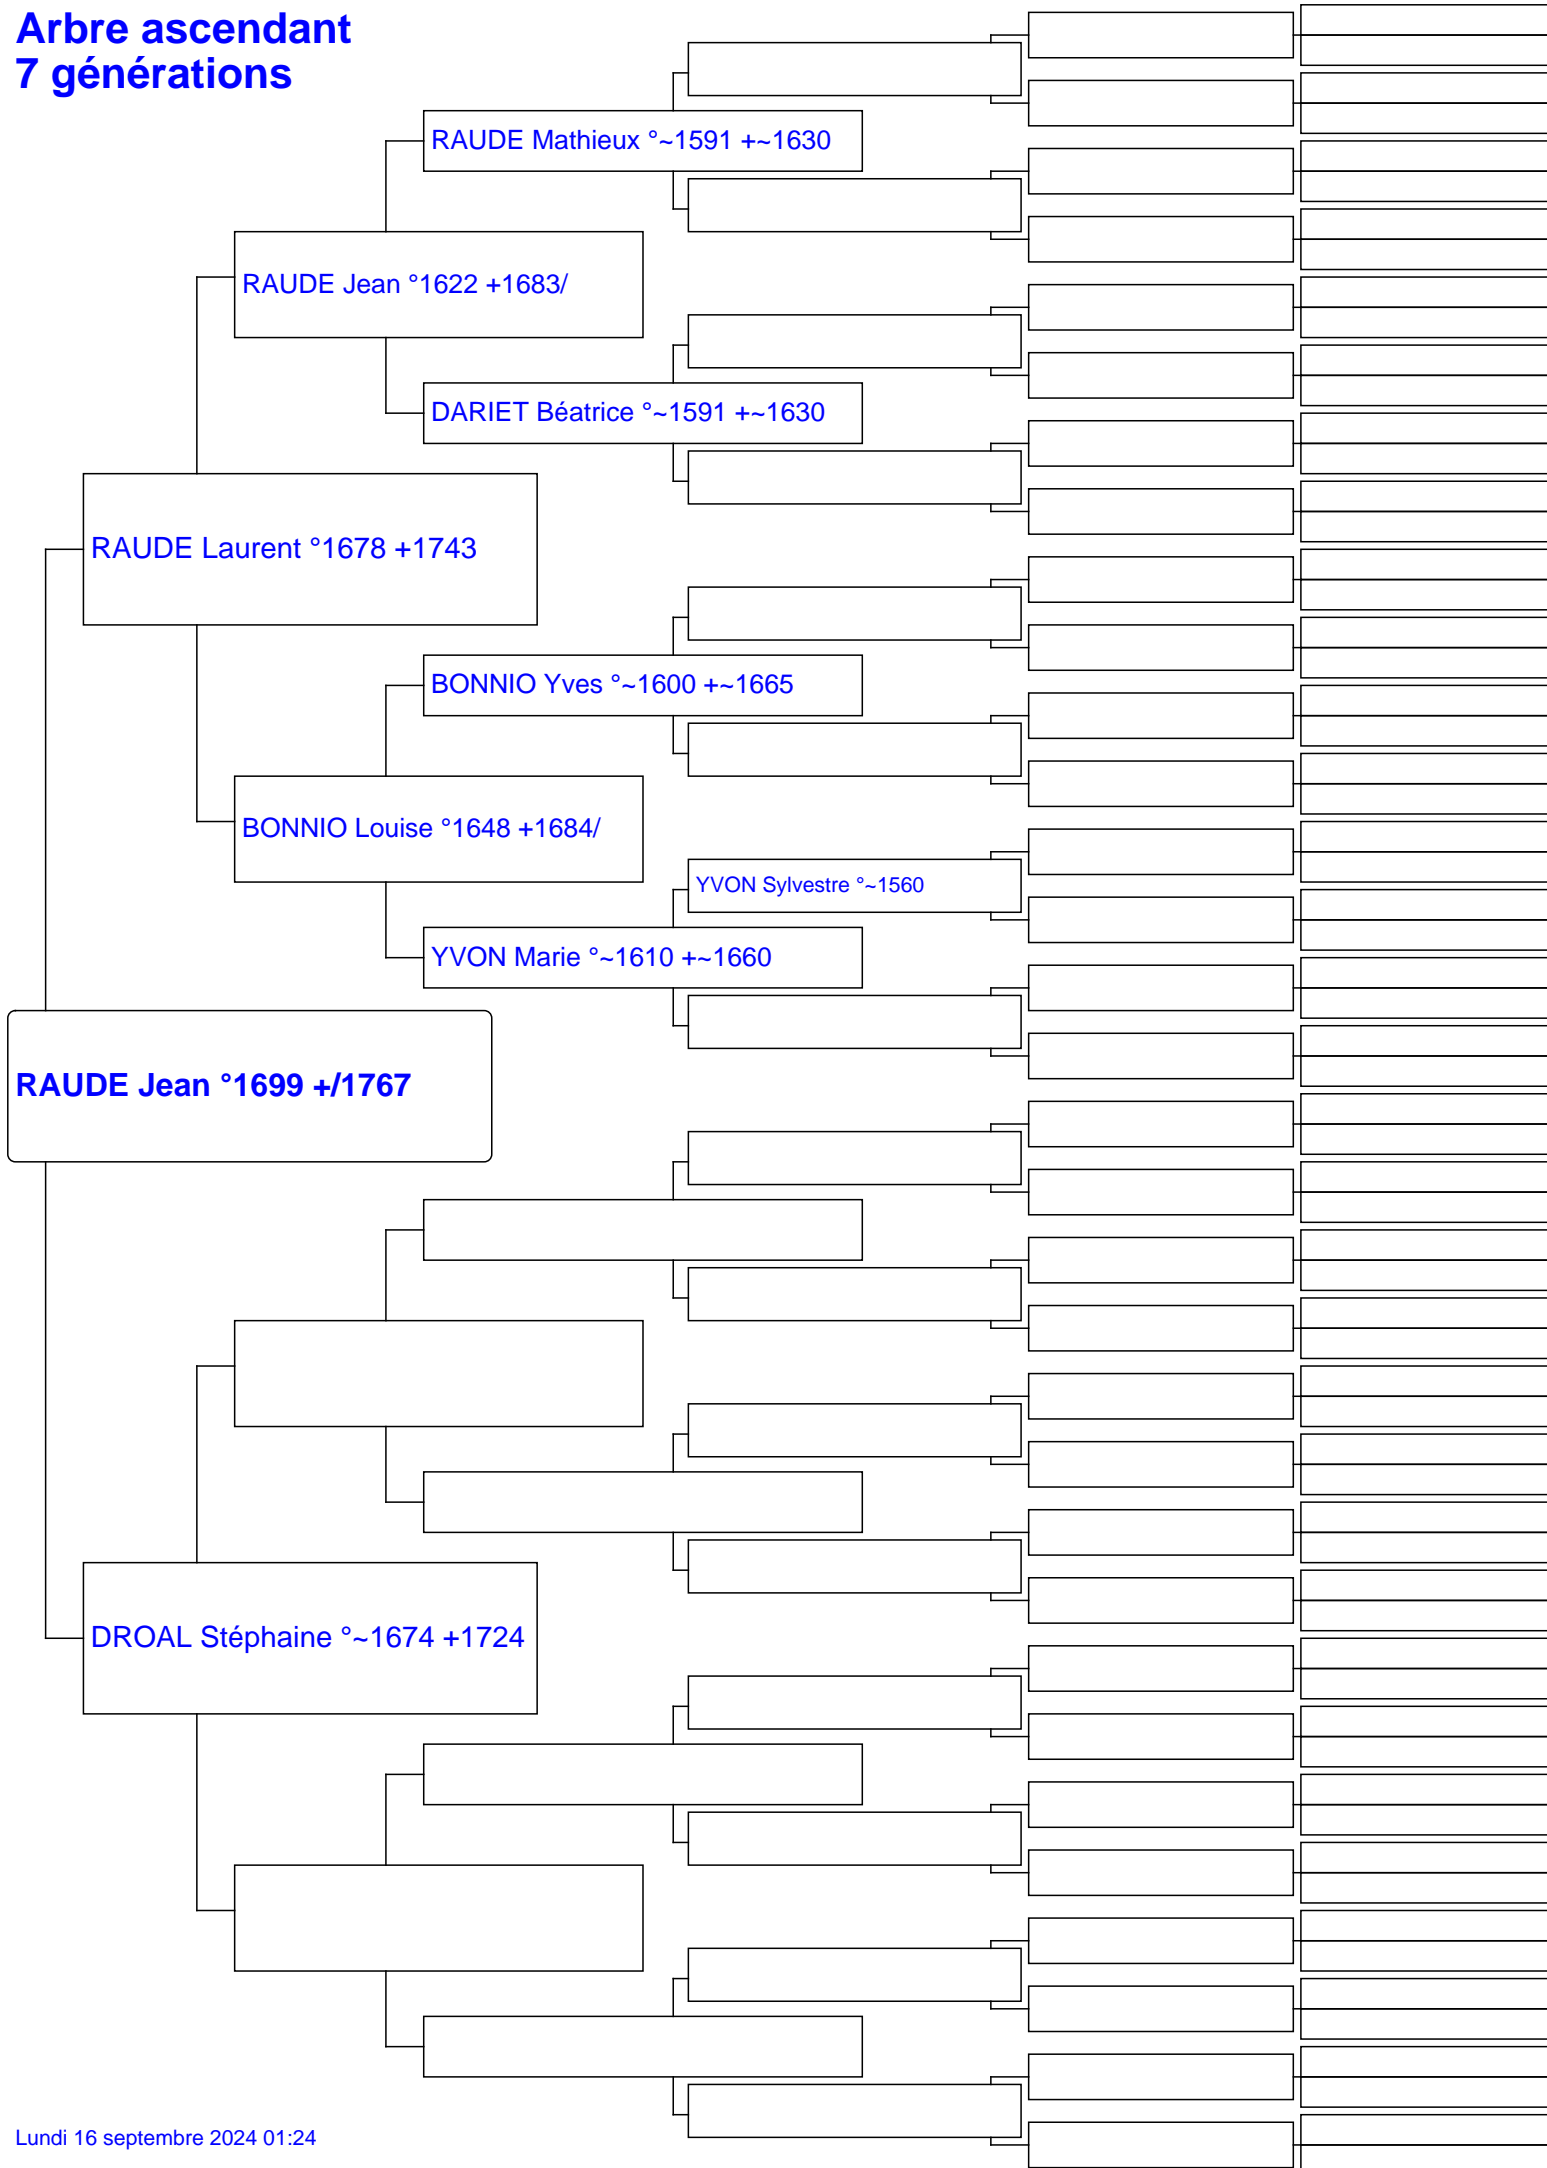 Arbre ascendant
7 générations
RAUDE Mathieux °~1591 +~1630
RAUDE Jean °1622 +1683/
DARIET Béatrice °~1591 +~1630
RAUDE Laurent °1678 +1743
BONNIO Yves °~1600 +~1665
BONNIO Louise °1648 +1684/
YVON Sylvestre °~1560
YVON Marie °~1610 +~1660
RAUDE Jean °1699 +/1767
DROAL Stéphaine °~1674 +1724
Lundi 16 septembre 2024 01:24